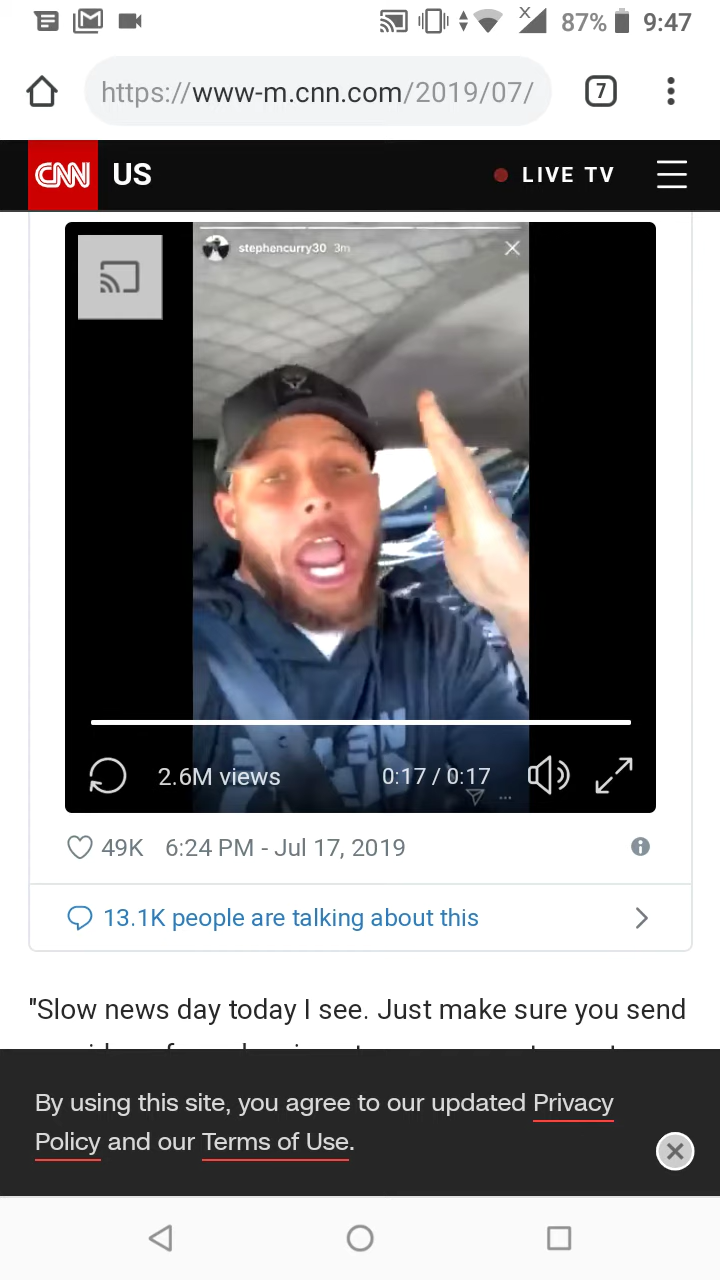 87% 9:47
https://www-m.cnn.com/2019/07/
7
CNN US LIVE TV
stephencurry30 3m
2.6M views 0:17 / 0:17
49K 6:24 PM - Jul 17, 2019
13.1K people are talking about this
"Slow news day today I see. Just make sure you send
By using this site, you agree to our updated Privacy
Policy and our Terms of Use.